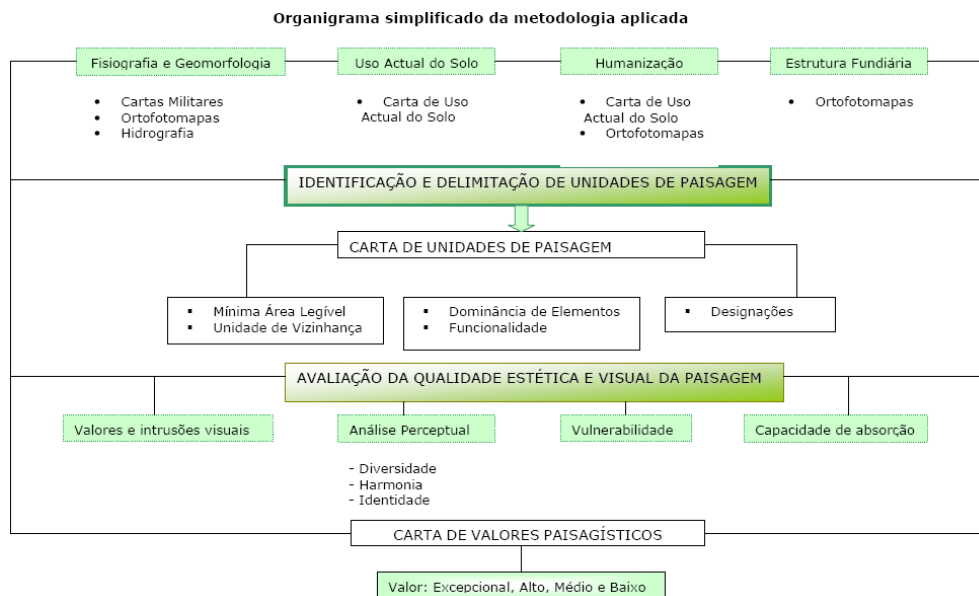 Organigrama simplificado da metodologia aplicada
Fisiografia e Geomorfologia
Uso Actual do Solo
Humanização
Estrutura Fundiária
• Cartas Militares
• Ortofotomapas
• Hidrografia
• Carta de Uso
Actual do Solo
• Carta de Uso
Actual do Solo
• Ortofotomapas
• Ortofotomapas
IDENTIFICAÇÃO E DELIMITAÇÃO DE UNIDADES DE PAISAGEM
CARTA DE UNIDADES DE PAISAGEM
▪ Mínima Área Legível
▪ Unidade de Vizinhança
▪ Dominância de Elementos
▪ Funcionalidade
▪ Designações
AVALIAÇÃO DA QUALIDADE ESTÉTICA E VISUAL DA PAISAGEM
Valores e intrusões visuais
Análise Perceptual
Vulnerabilidade
Capacidade de absorção
- Diversidade
- Harmonia
- Identidade
CARTA DE VALORES PAISAGÍSTICOS
Valor: Excepcional, Alto, Médio e Baixo